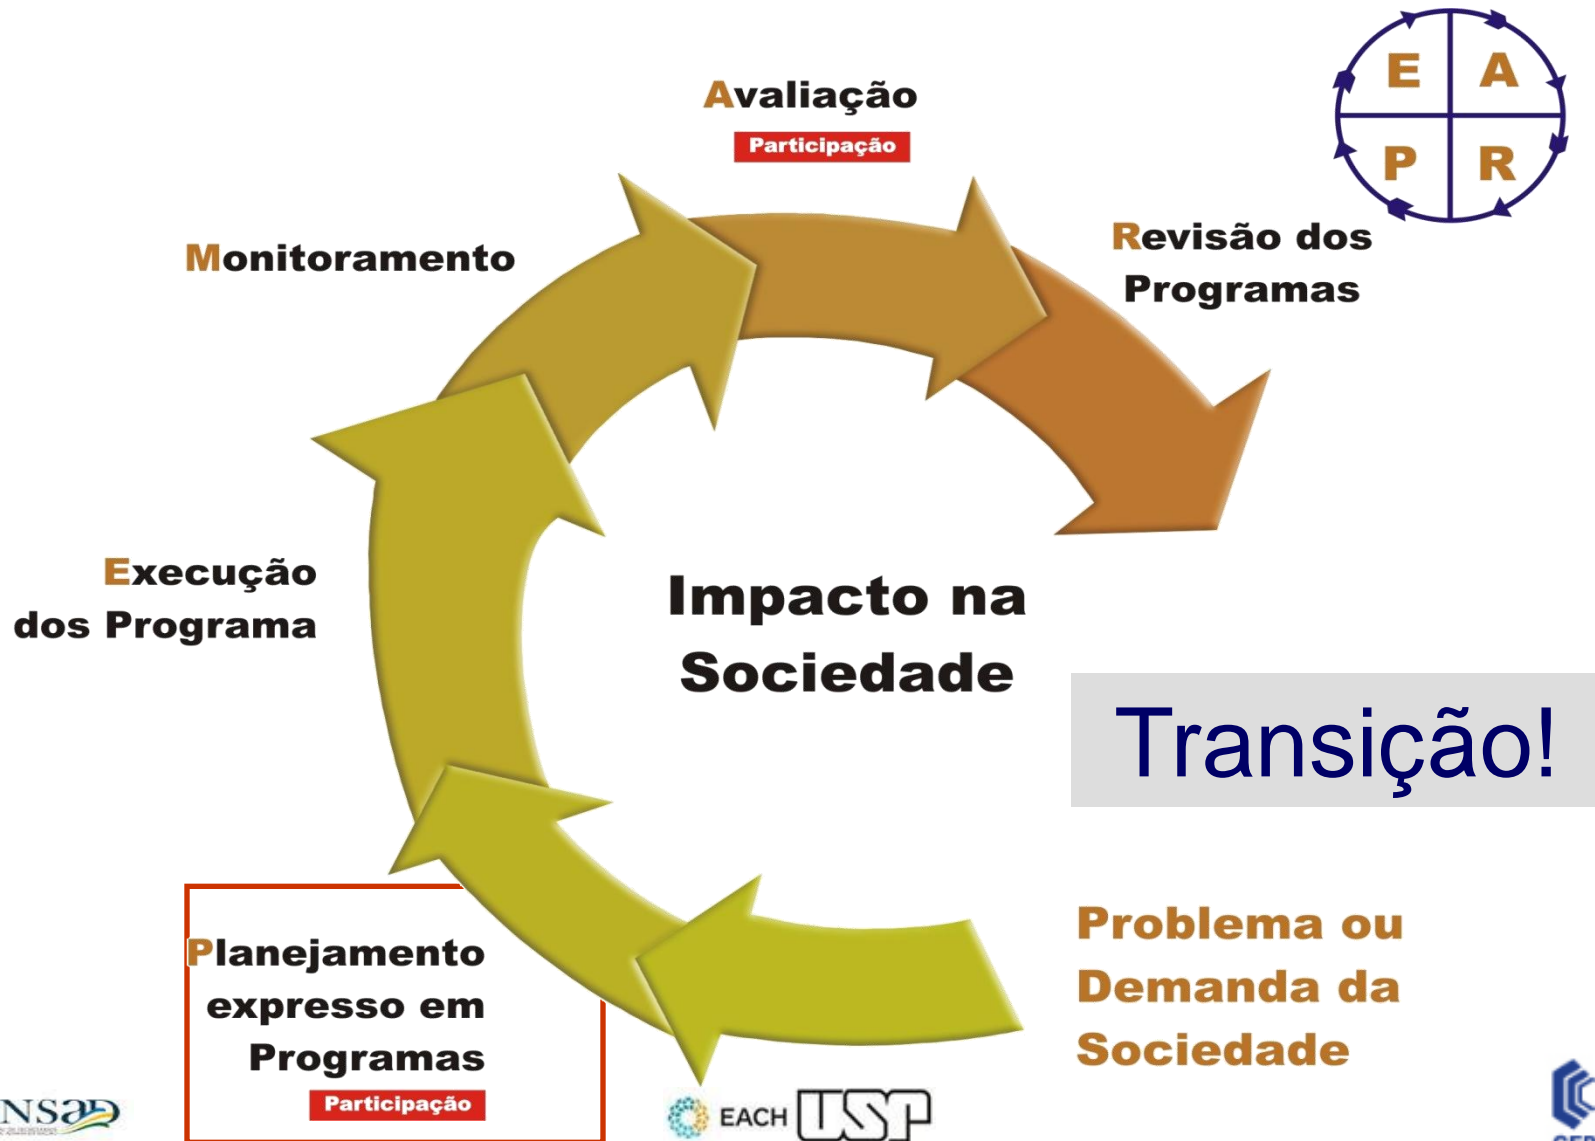 E A
P R
Avaliação
Participação
Monitoramento
Revisão dos
Programas
Execução
dos Programa
Impacto na
Sociedade
Transição!
Problema ou
Demanda da
Sociedade
Planejamento
expresso em
Programas
Participação
EACH USP